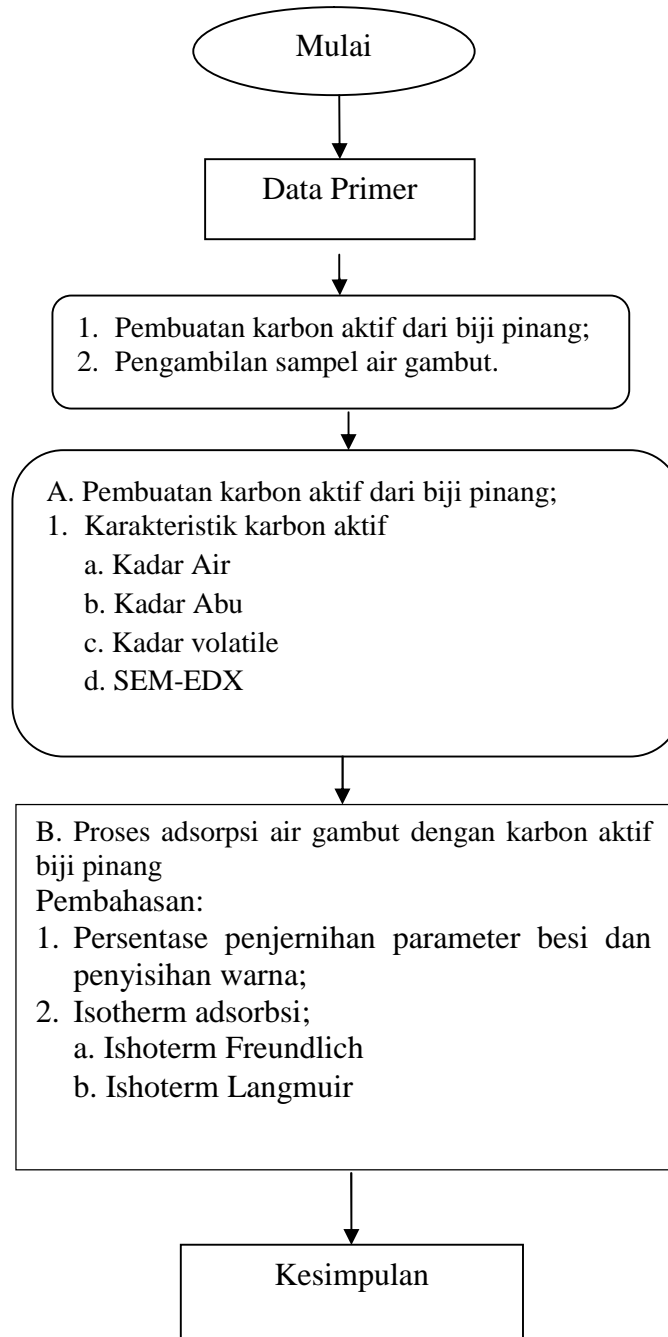 Mulai
Data Primer
1. Pembuatan karbon aktif dari biji pinang;
2. Pengambilan sampel air gambut.
A. Pembuatan karbon aktif dari biji pinang;
1. Karakteristik karbon aktif
a. Kadar Air
b. Kadar Abu
c. Kadar volatile
d. SEM-EDX
B. Proses adsorpsi air gambut dengan karbon aktif
biji pinang
Pembahasan:
1. Persentase penjernihan parameter besi dan
penyisihan warna;
2. Isotherm adsorbsi;
a. Ishoterm Freundlich
b. Ishoterm Langmuir
Kesimpulan